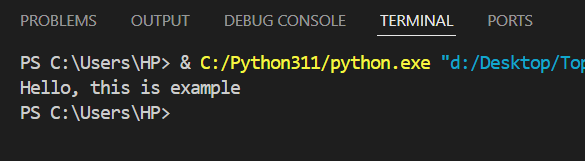 PROBLEMS OUTPUT DEBUG CONSOLE TERMINAL PORTS
PS C:\Users\HP> & C:/Python311/python.exe "d:/Desktop/Top
Hello, this is example
PS C:\Users\HP>